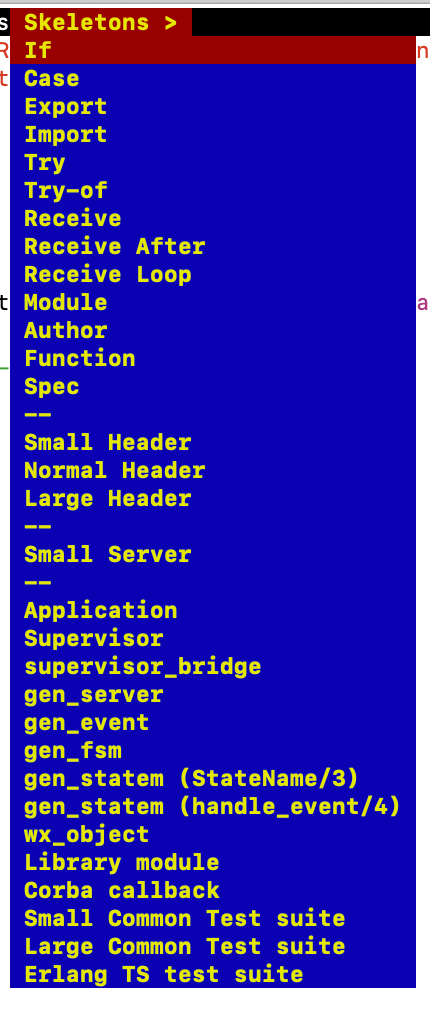 s Skeletons >
R If n
t Case
Export
Import
Try
Try-of
Receive
Receive After
Receive Loop
t Module a
Author
Function
Spec
--
Small Header
Normal Header
Large Header
--
Small Server
--
Application
Supervisor
supervisor_bridge
gen_server
gen_event
gen_fsm
gen_statem (StateName/3)
gen_statem (handle_event/4)
wx_object
Library module
Corba callback
Small Common Test suite
Large Common Test suite
Erlang TS test suite